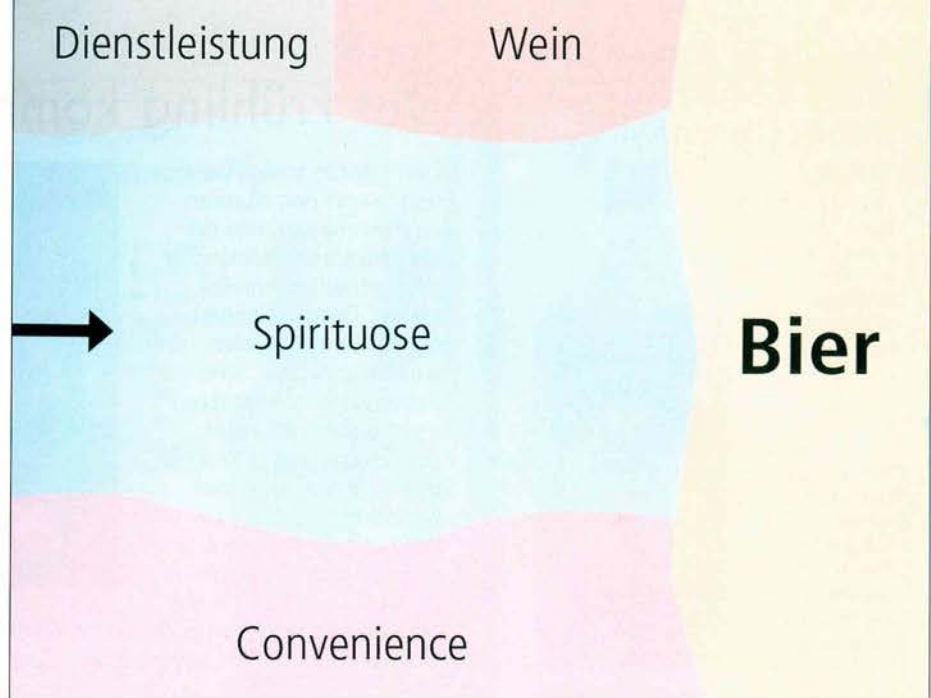 Dienstleistung
Wein
Spirituose
Bier
Convenience